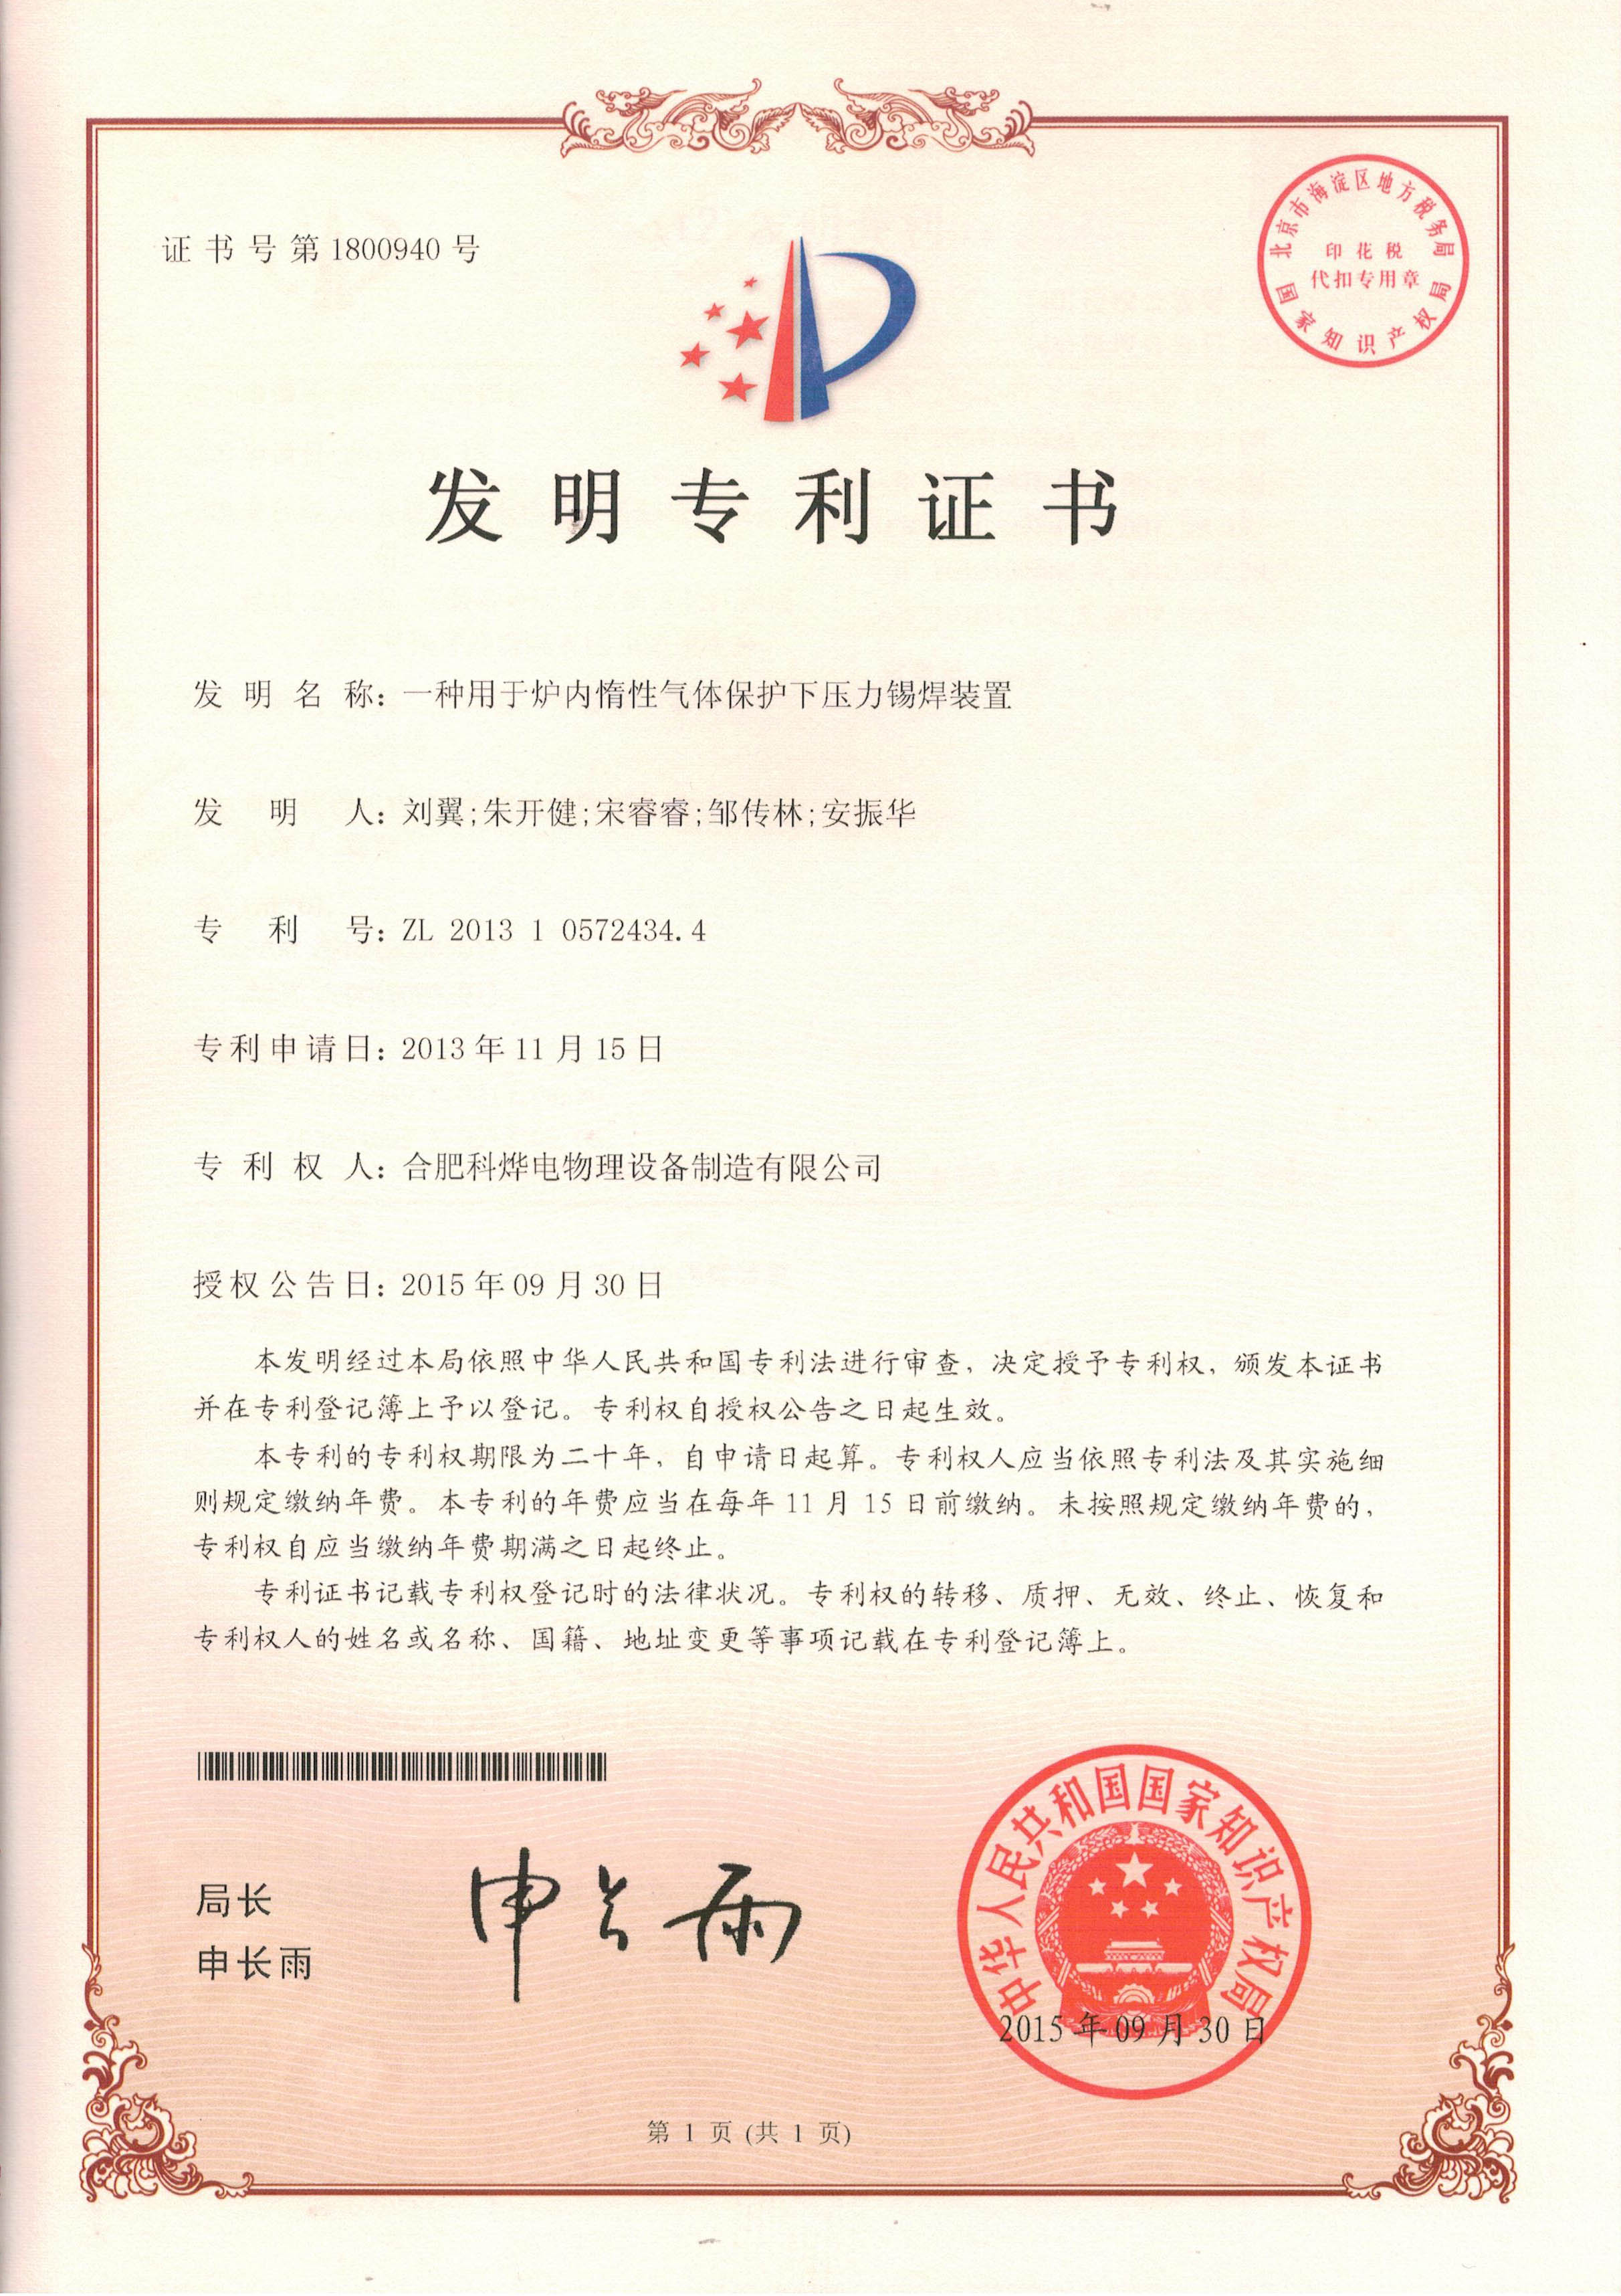 证书号第1800940号
北京市海淀区地方税务局
印花税
代扣专用章
国家知识产权局
发明专利证书
发明名称：一种用于炉内惰性气体保护下压力锡焊装置
发明人：刘翼;朱开健;宋睿睿;邹传林;安振华
专利号：ZL 2013 1 0572434.4
专利申请日：2013年11月15日
专利权人：合肥科烨电物理设备制造有限公司
授权公告日：2015年09月30日
本发明经过本局依照中华人民共和国专利法进行审查，决定授予专利权，颁发本证书
并在专利登记簿上予以登记。专利权自授权公告之日起生效。
本专利的专利权期限为二十年，自申请日起算。专利权人应当依照专利法及其实施细
则规定缴纳年费。本专利的年费应当在每年11月15日前缴纳。未按照规定缴纳年费的，
专利权自应当缴纳年费期满之日起终止。
专利证书记载专利权登记时的法律状况。专利权的转移、质押、无效、终止、恢复和
专利权人的姓名或名称、国籍、地址变更等事项记载在专利登记簿上。
局长
申长雨
申长雨
中华人民共和国国家知识产权局
2015年09月30日
第1页(共1页)